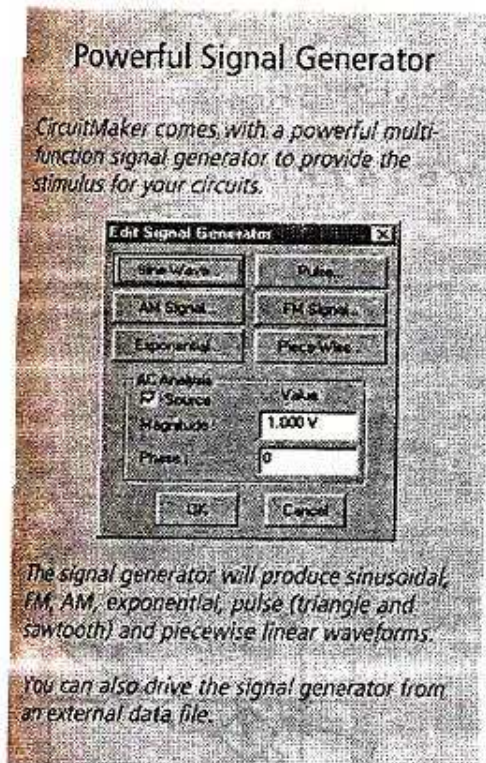 Powerful Signal Generator
CircuitMaker comes with a powerful multi-
function signal generator to provide the
stimulus for your circuits.
Edit Signal Generator
Sine Wave... Pulse...
AM Signal... FM Signal...
Exponential... Piece-Wise...
AC Analysis
Source Value
Magnitude: 1.000 V
Phase: 0
OK Cancel
The signal generator will produce sinusoidal,
FM, AM, exponential, pulse (triangle and
sawtooth) and piecewise linear waveforms.
You can also drive the signal generator from
an external data file.